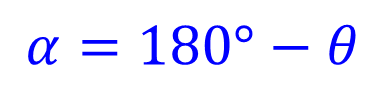 α = 180° − θ